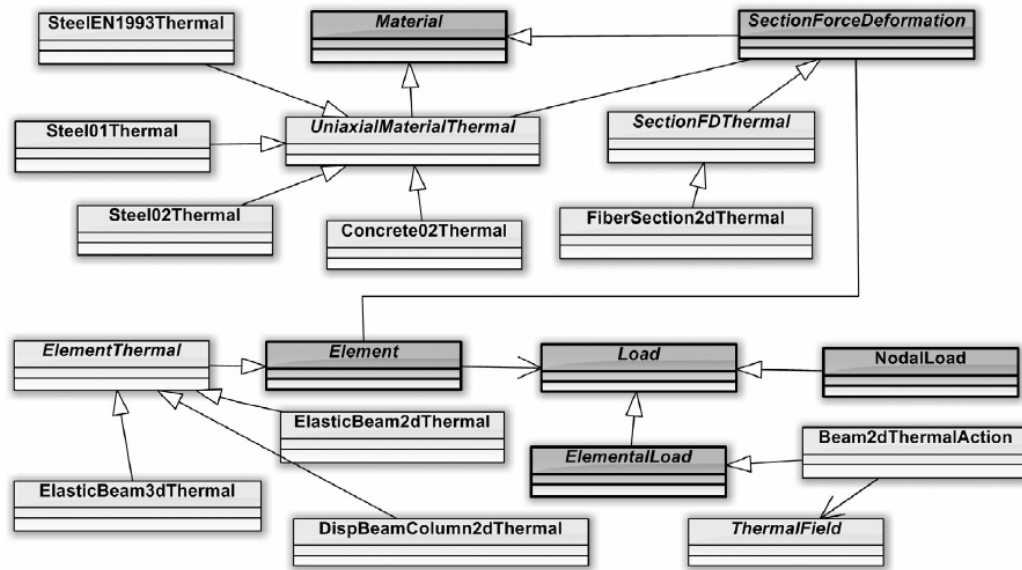 SteelEN1993Thermal
Material
SectionForceDeformation
Steel01Thermal
UniaxialMaterialThermal
SectionFDThermal
Steel02Thermal
Concrete02Thermal
FiberSection2dThermal
ElementThermal
Element
Load
NodalLoad
ElasticBeam2dThermal
ElementalLoad
Beam2dThermalAction
ElasticBeam3dThermal
DispBeamColumn2dThermal
ThermalField